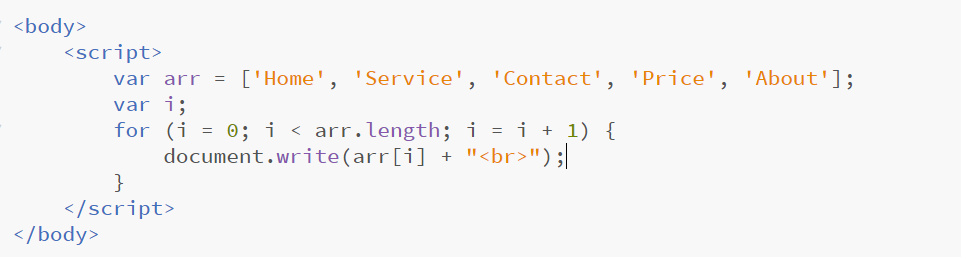 <body>
<script>
var arr = ['Home', 'Service', 'Contact', 'Price', 'About'];
var i;
for (i = 0; i < arr.length; i = i + 1) {
document.write(arr[i] + "<br>");
}
</script>
</body>